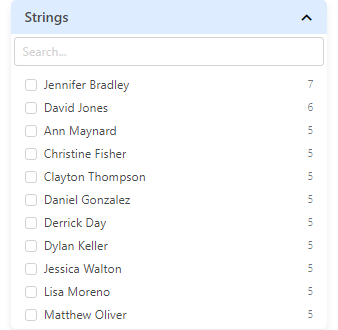 Strings
Search...
Jennifer Bradley 7
David Jones 6
Ann Maynard 5
Christine Fisher 5
Clayton Thompson 5
Daniel Gonzalez 5
Derrick Day 5
Dylan Keller 5
Jessica Walton 5
Lisa Moreno 5
Matthew Oliver 5